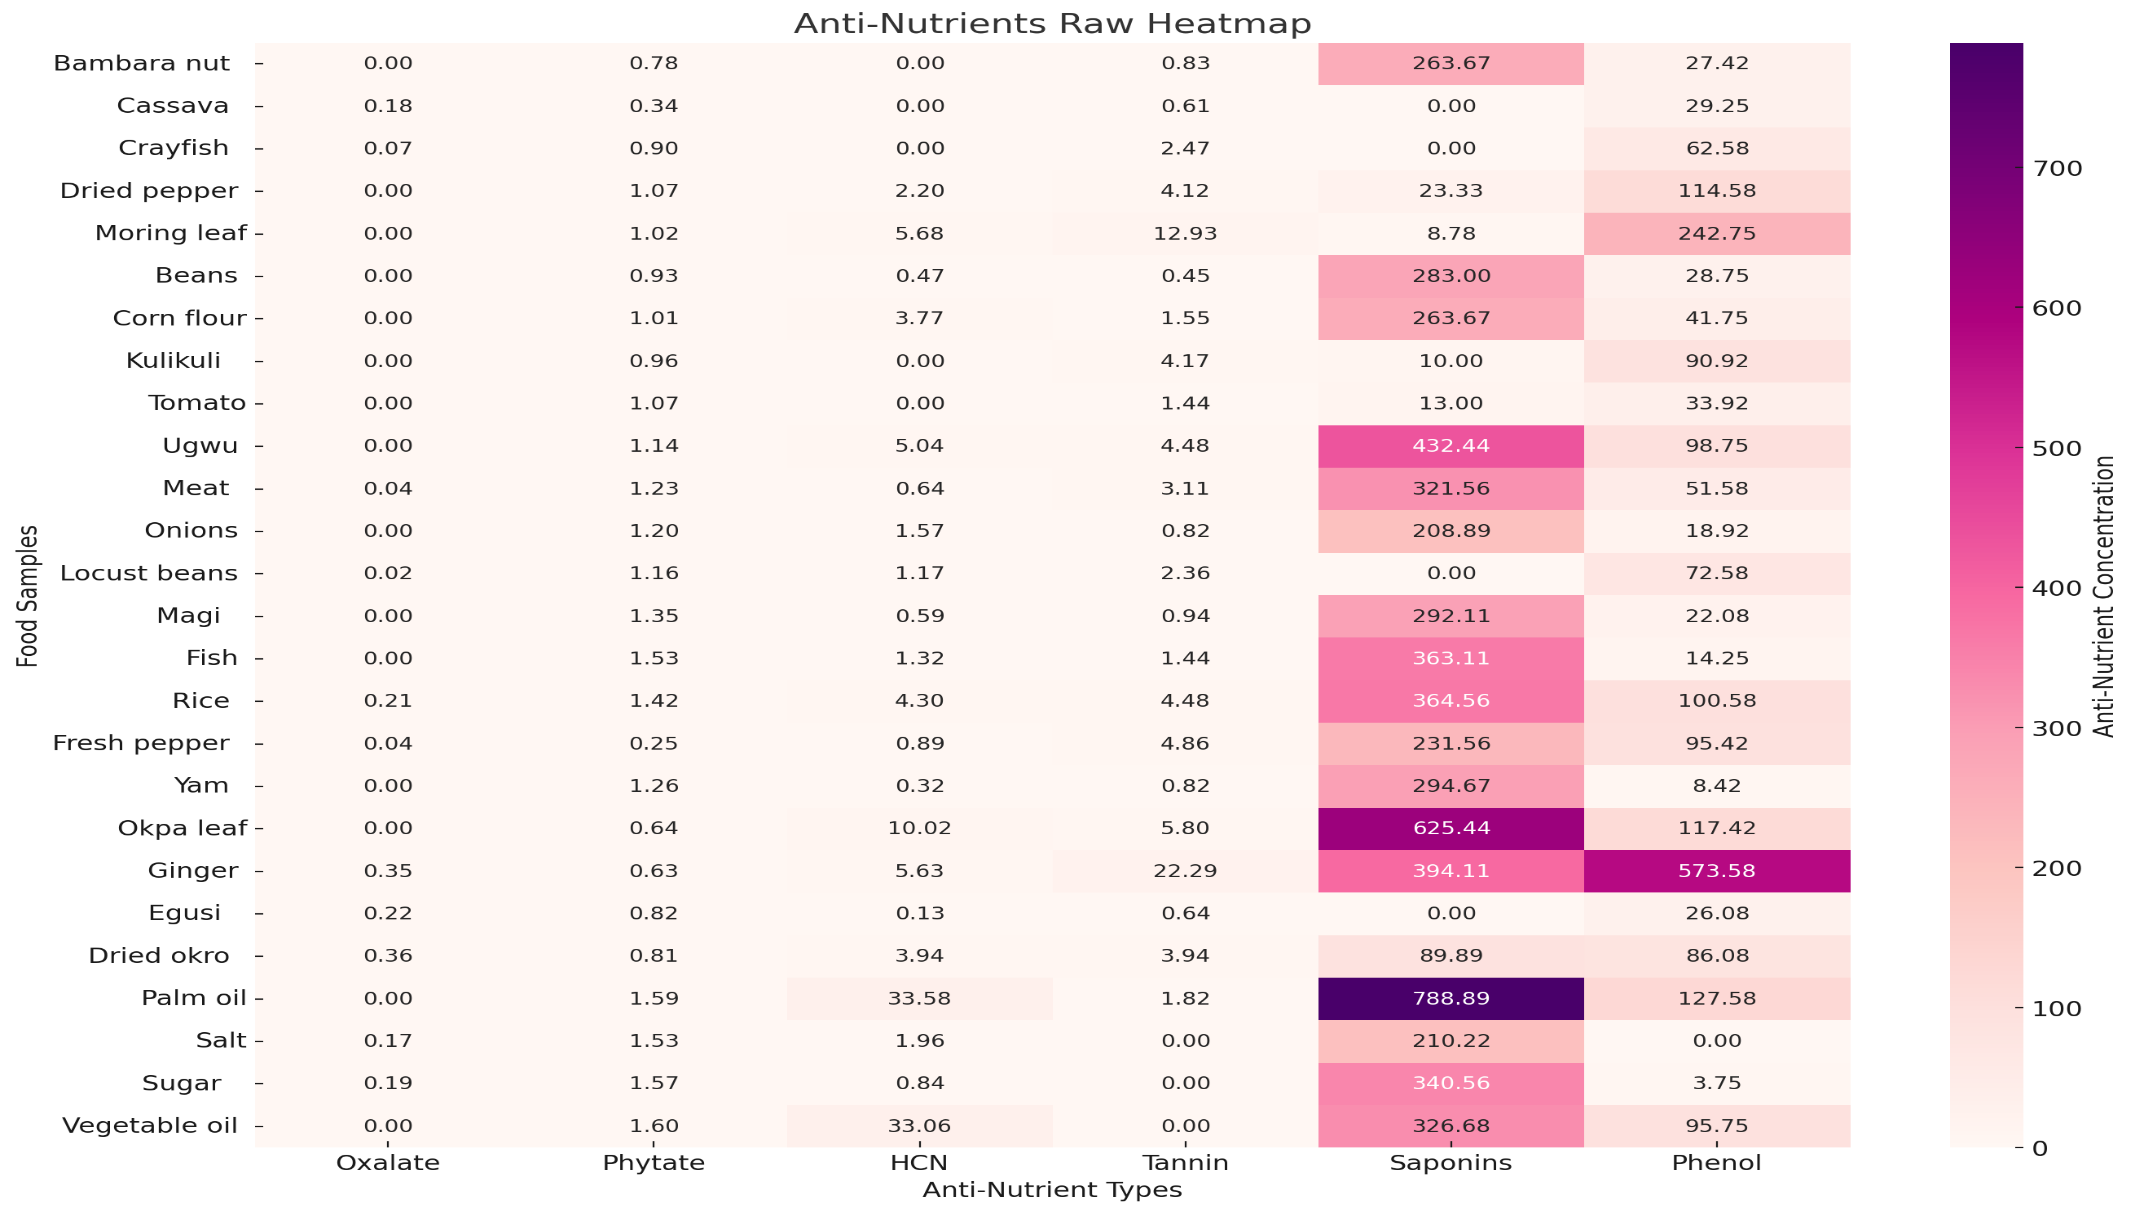 Anti-Nutrients Raw Heatmap
Bambara nut 0.00 0.78 0.00 0.83 263.67 27.42
Cassava 0.18 0.34 0.00 0.61 0.00 29.25
Crayfish 0.07 0.90 0.00 2.47 0.00 62.58
Dried pepper 0.00 1.07 2.20 4.12 23.33 114.58
Moring leaf 0.00 1.02 5.68 12.93 8.78 242.75
Beans 0.00 0.93 0.47 0.45 283.00 28.75
Corn flour 0.00 1.01 3.77 1.55 263.67 41.75
Kulikuli 0.00 0.96 0.00 4.17 10.00 90.92
Tomato 0.00 1.07 0.00 1.44 13.00 33.92
Ugwu 0.00 1.14 5.04 4.48 432.44 98.75
Meat 0.04 1.23 0.64 3.11 321.56 51.58
Onions 0.00 1.20 1.57 0.82 208.89 18.92
Locust beans 0.02 1.16 1.17 2.36 0.00 72.58
Magi 0.00 1.35 0.59 0.94 292.11 22.08
Fish 0.00 1.53 1.32 1.44 363.11 14.25
Rice 0.21 1.42 4.30 4.48 364.56 100.58
Fresh pepper 0.04 0.25 0.89 4.86 231.56 95.42
Yam 0.00 1.26 0.32 0.82 294.67 8.42
Okpa leaf 0.00 0.64 10.02 5.80 625.44 117.42
Ginger 0.35 0.63 5.63 22.29 394.11 573.58
Egusi 0.22 0.82 0.13 0.64 0.00 26.08
Dried okro 0.36 0.81 3.94 3.94 89.89 86.08
Palm oil 0.00 1.59 33.58 1.82 788.89 127.58
Salt 0.17 1.53 1.96 0.00 210.22 0.00
Sugar 0.19 1.57 0.84 0.00 340.56 3.75
Vegetable oil 0.00 1.60 33.06 0.00 326.68 95.75
Oxalate Phytate HCN Tannin Saponins Phenol
Anti-Nutrient Types
Food Samples
700
600
500
400
300
200
100
0
Anti-Nutrient Concentration